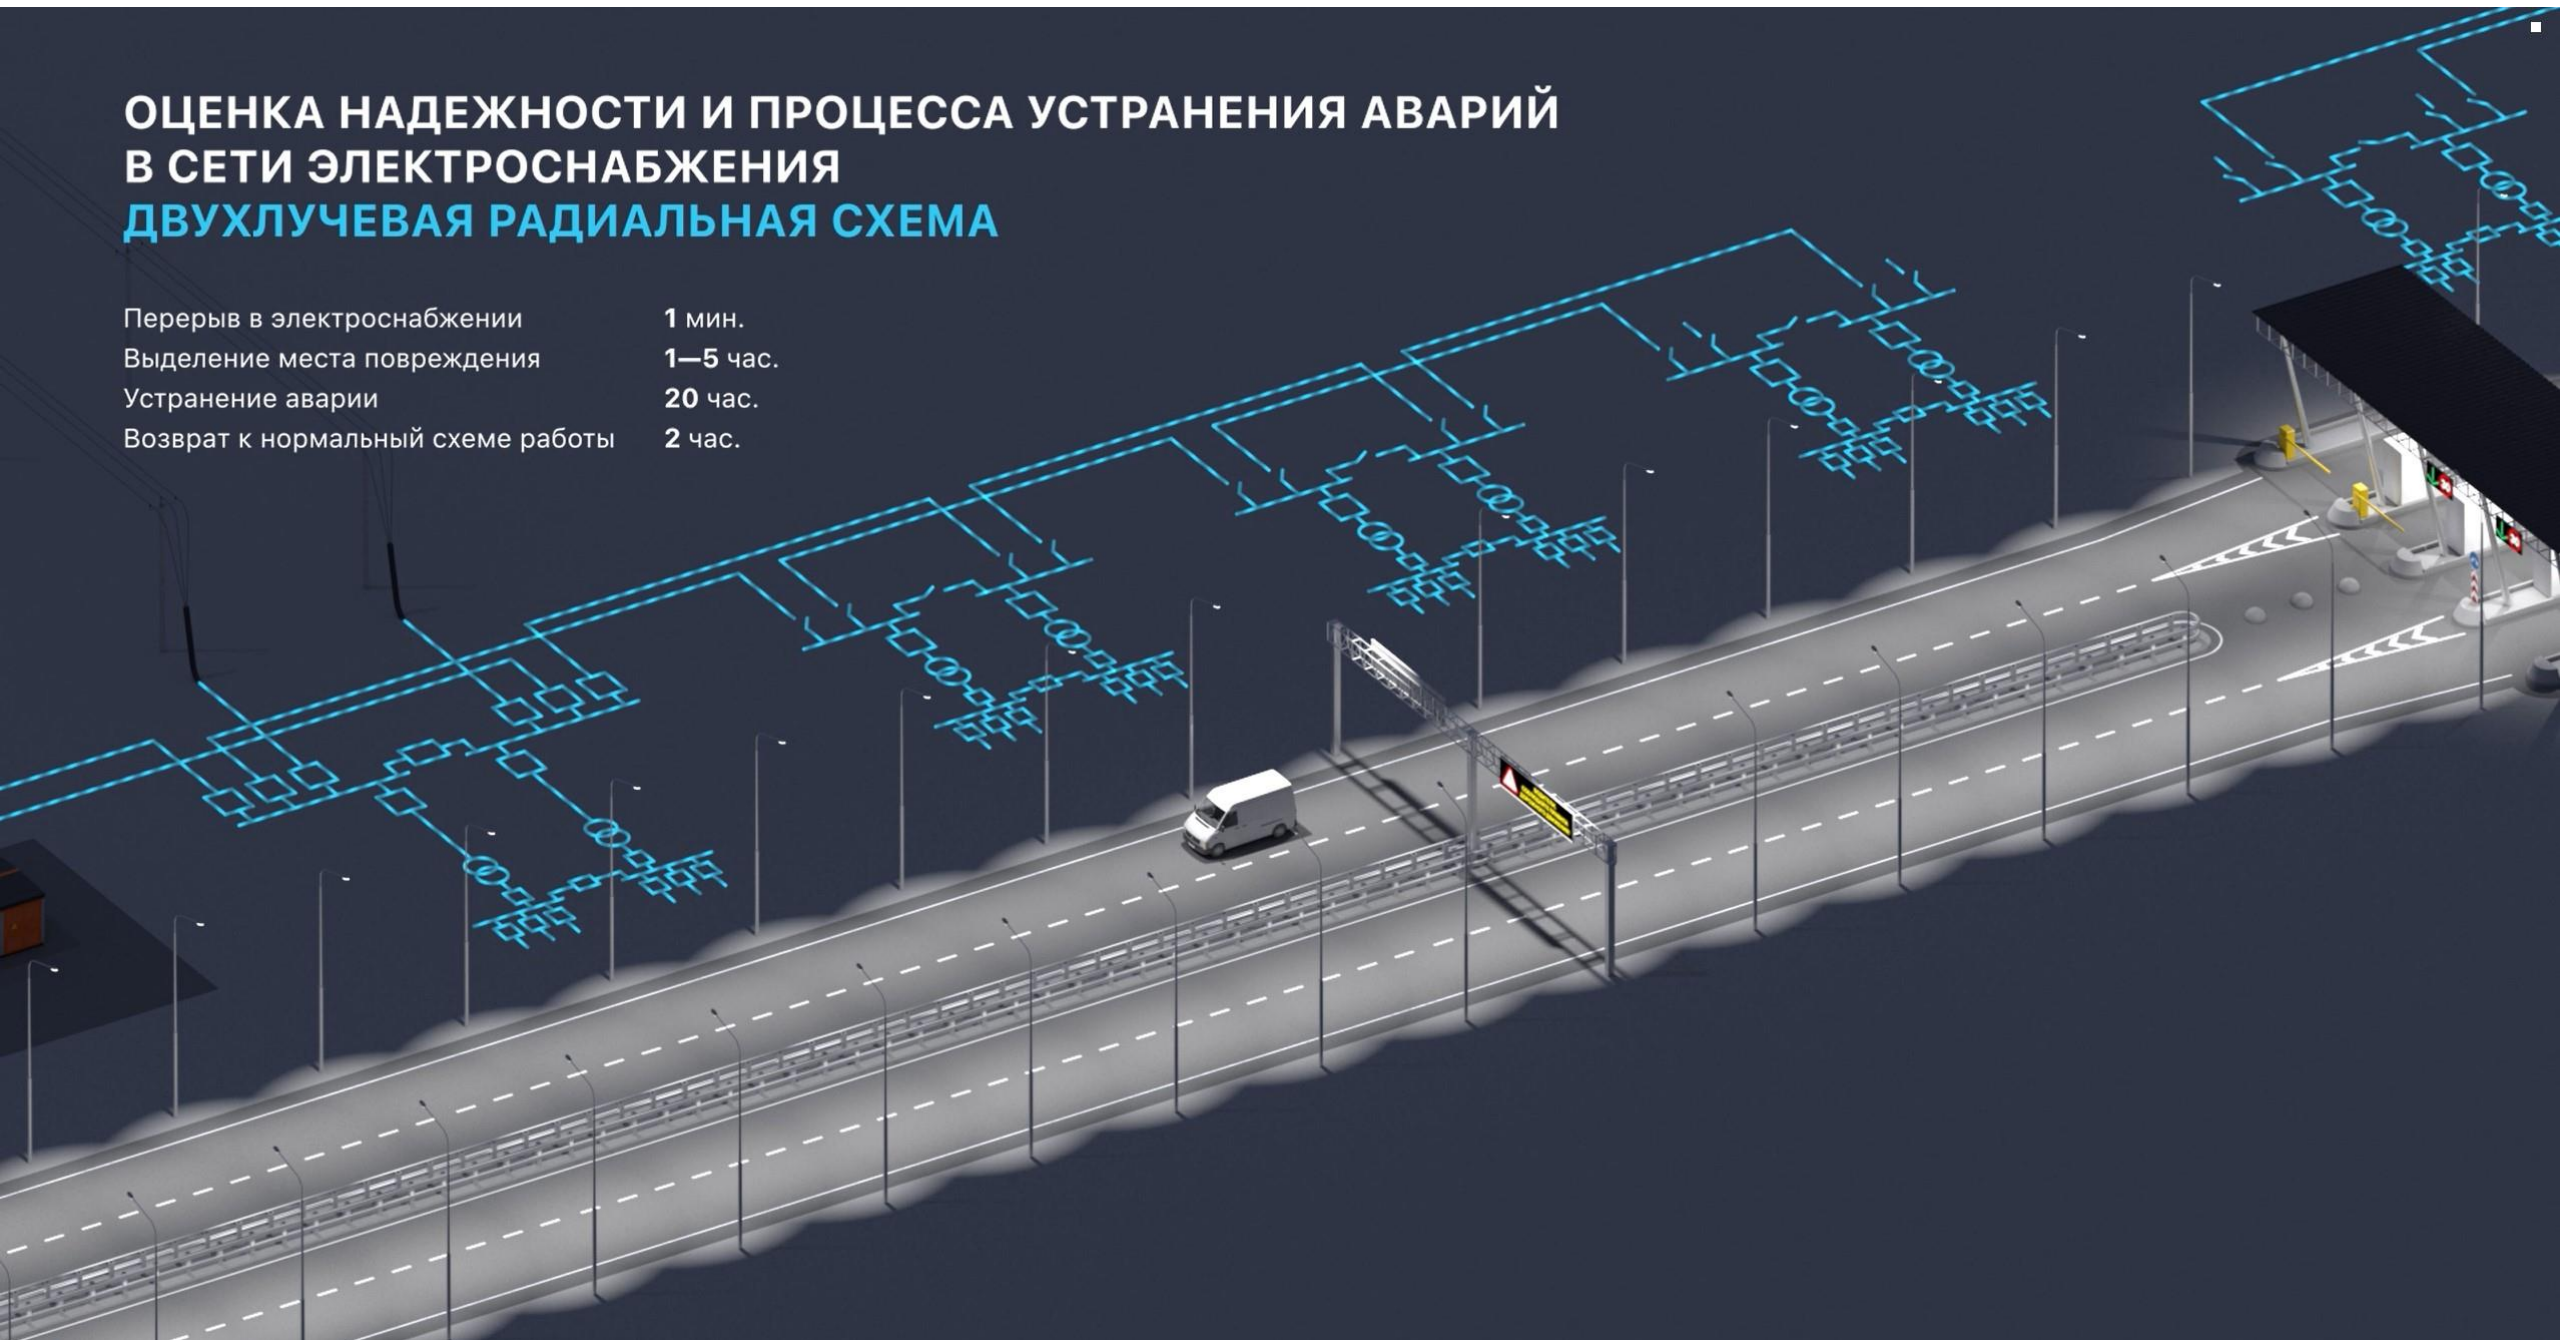 ОЦЕНКА НАДЕЖНОСТИ И ПРОЦЕССА УСТРАНЕНИЯ АВАРИЙ
В СЕТИ ЭЛЕКТРОСНАБЖЕНИЯ
ДВУХЛУЧЕВАЯ РАДИАЛЬНАЯ СХЕМА
Перерыв в электроснабжении 1 мин.
Выделение места повреждения 1—5 час.
Устранение аварии 20 час.
Возврат к нормальный схеме работы 2 час.